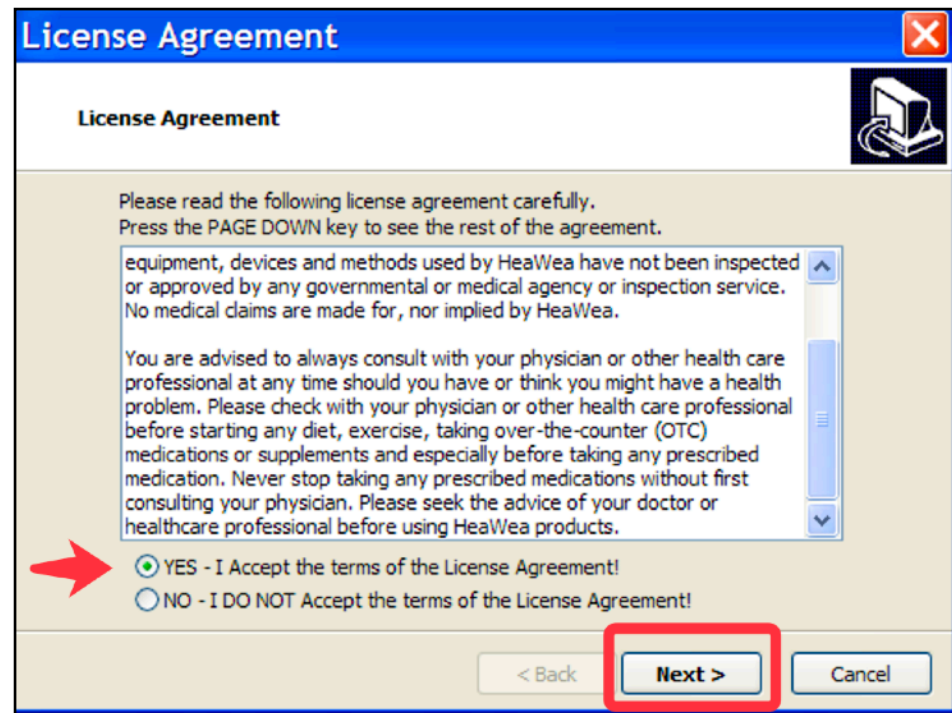 License Agreement
License Agreement
Please read the following license agreement carefully.
Press the PAGE DOWN key to see the rest of the agreement.
equipment, devices and methods used by HeaWea have not been inspected
or approved by any governmental or medical agency or inspection service.
No medical claims are made for, nor implied by HeaWea.
You are advised to always consult with your physician or other health care
professional at any time should you have or think you might have a health
problem. Please check with your physician or other health care professional
before starting any diet, exercise, taking over-the-counter (OTC)
medications or supplements and especially before taking any prescribed
medication. Never stop taking any prescribed medications without first
consulting your physician. Please seek the advice of your doctor or
healthcare professional before using HeaWea products.
YES - I Accept the terms of the License Agreement!
NO - I DO NOT Accept the terms of the License Agreement!
< Back Next > Cancel